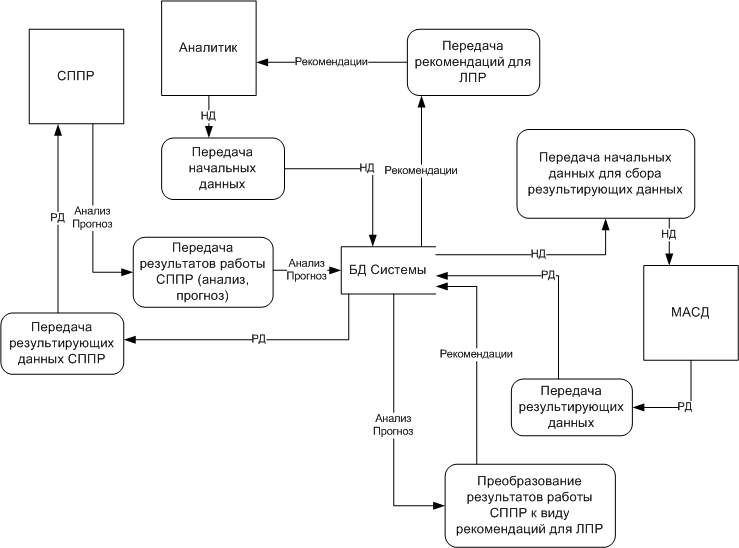 СППР
Аналитик
Рекомендации
Передача
рекомендаций для
ЛПР
НД
Передача
начальных
данных
НД
Рекомендации
Передача начальных
данных для сбора
результирующих данных
РД
Анализ
Прогноз
Передача
результатов работы
СППР (анализ,
прогноз)
Анализ
Прогноз
БД Системы
НД
НД
РД
МАСД
Передача
результирующих
данных СППР
РД
Рекомендации
Анализ
Прогноз
Передача
результирующих
данных
РД
Преобразование
результатов работы
СППР к виду
рекомендаций для ЛПР